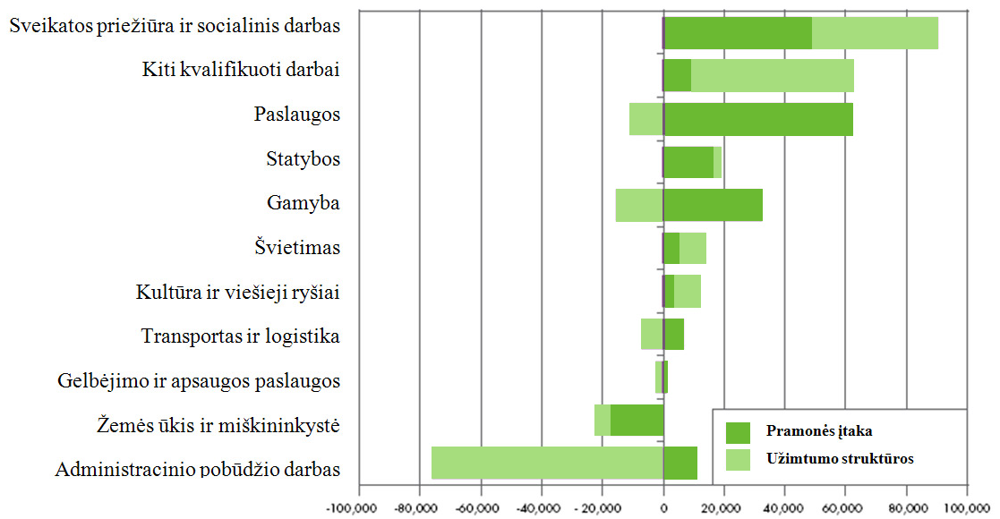 Sveikatos priežiūra ir socialinis darbas
Kiti kvalifikuoti darbai
Paslaugos
Statybos
Gamyba
Švietimas
Kultūra ir viešieji ryšiai
Transportas ir logistika
Gelbėjimo ir apsaugos paslaugos
Žemės ūkis ir miškininkystė
Administracinio pobūdžio darbas
Pramonės įtaka
Užimtumo struktūros
-100,000 -80,000 -60,000 -40,000 - 20,000 0 20,000 40,000 60,000 80,000 100,000